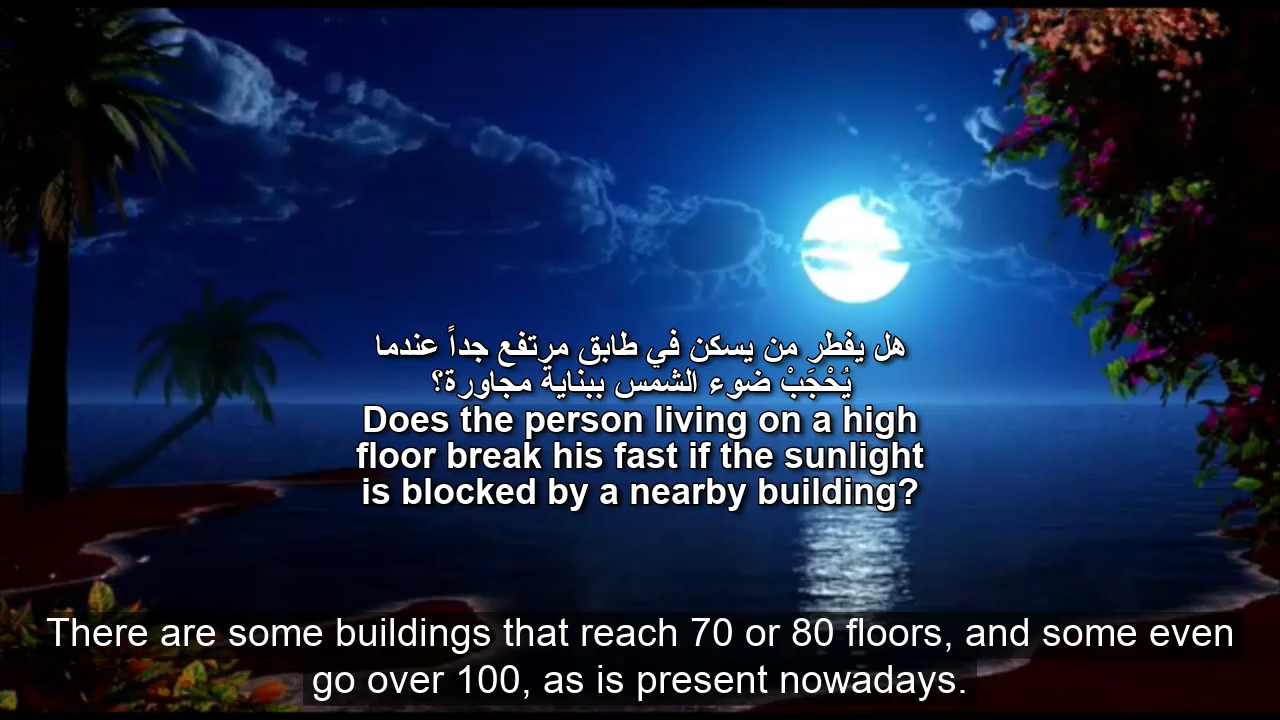 هل يفطر من يسكن في طابق مرتفع جداً عندما
يُحْجَبْ ضوء الشمس ببناية مجاورة؟
Does the person living on a high
floor break his fast if the sunlight
is blocked by a nearby building?
There are some buildings that reach 70 or 80 floors, and some even
go over 100, as is present nowadays.